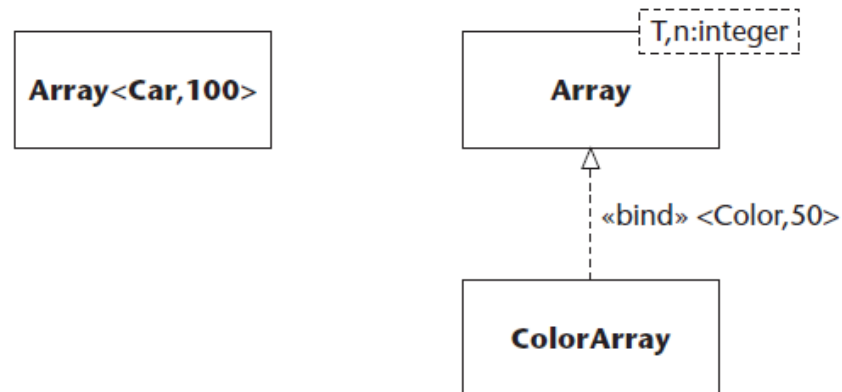 Array<Car,100>
T,n:integer
Array
«bind» <Color,50>
ColorArray